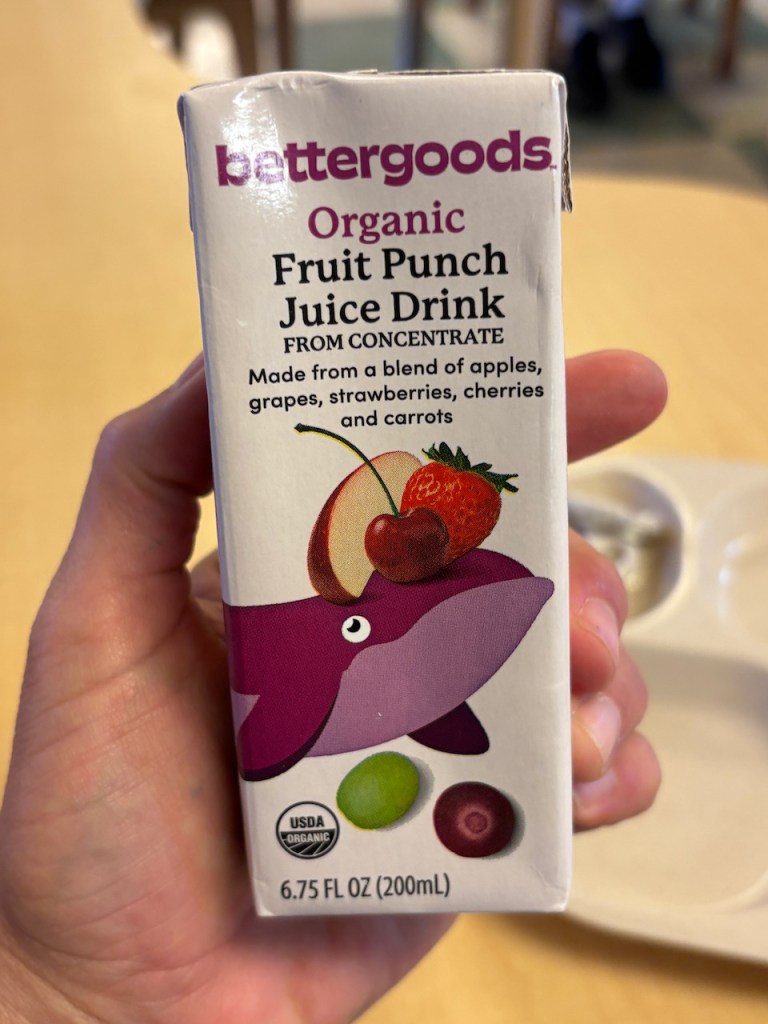 bettergoods™
Organic
Fruit Punch
Juice Drink
FROM CONCENTRATE
Made from a blend of apples,
grapes, strawberries, cherries
and carrots
USDA
ORGANIC
6.75 FL OZ (200mL)